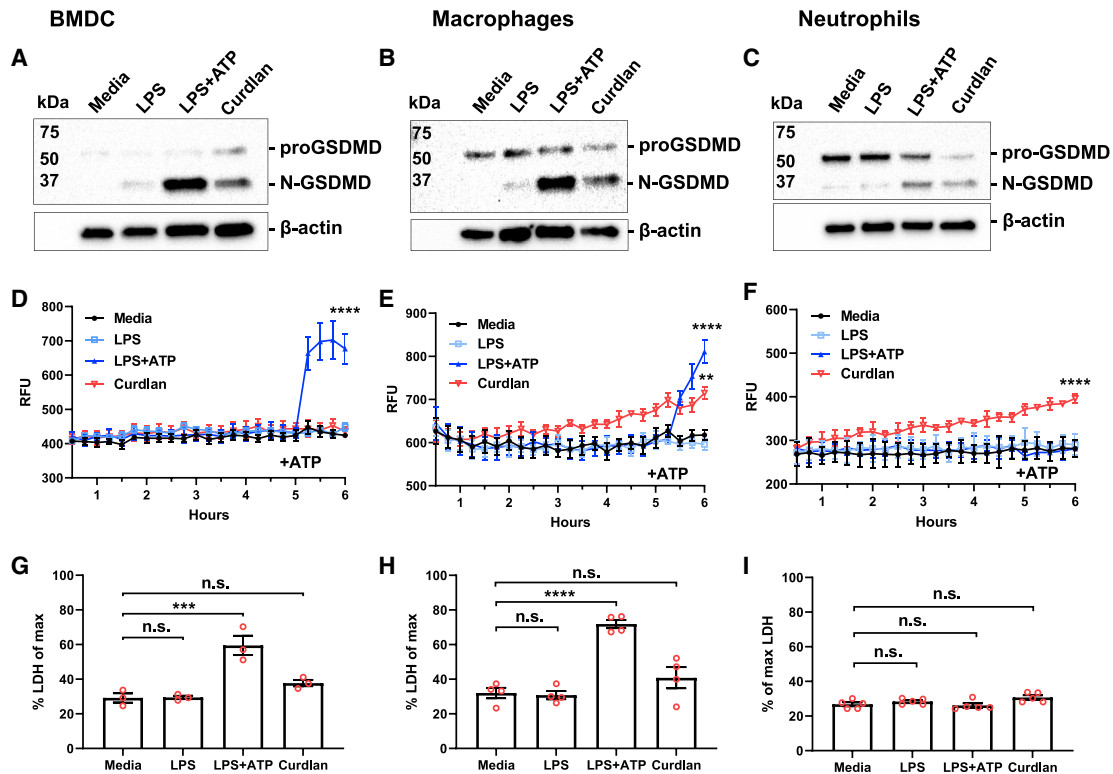 BMDC
Macrophages
Neutrophils
A
Media
LPS
LPS+ATP
Curdlan
kDa
75
50
37
proGSDMD
N-GSDMD
β-actin
B
Media
LPS
LPS+ATP
Curdlan
kDa
75
50
37
proGSDMD
N-GSDMD
β-actin
C
Media
LPS
LPS+ATP
Curdlan
kDa
75
50
37
pro-GSDMD
N-GSDMD
β-actin
D
800
700
600
500
400
300
RFU
Media
LPS
LPS+ATP
Curdlan
****
+ATP
1 2 3 4 5 6
Hours
E
900
800
700
600
500
RFU
Media
LPS
LPS+ATP
Curdlan
****
**
+ATP
1 2 3 4 5 6
Hours
F
600
400
300
200
RFU
Media
LPS
LPS+ATP
Curdlan
****
+ATP
1 2 3 4 5 6
Hours
G
100
80
60
40
20
0
% LDH of max
n.s.
***
n.s.
Media LPS LPS+ATP Curdlan
H
100
80
60
40
20
0
% LDH of max
n.s.
****
n.s.
Media LPS LPS+ATP Curdlan
I
100
80
60
40
20
0
% of max LDH
n.s.
n.s.
n.s.
Media LPS LPS+ATP Curdlan